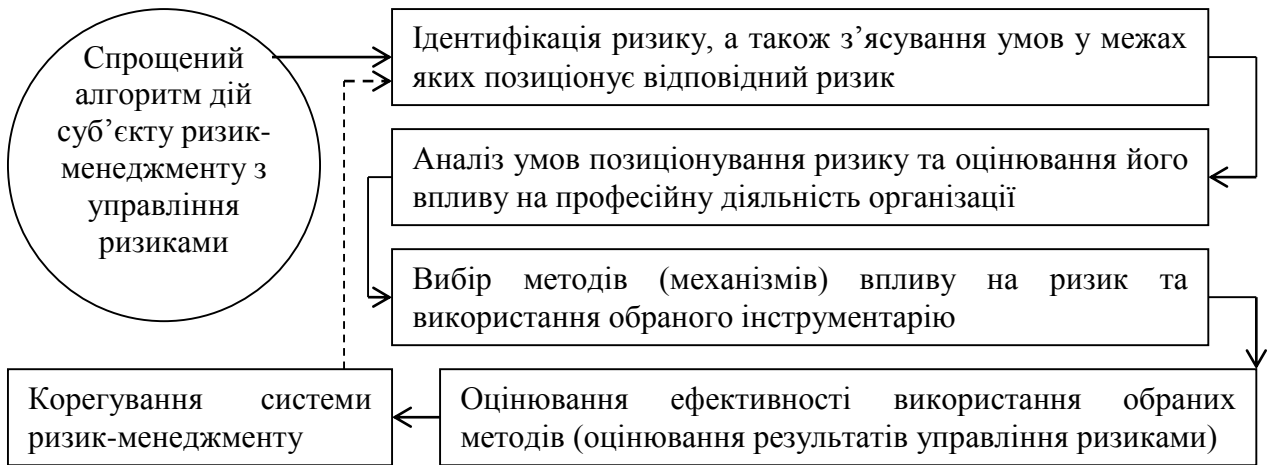 Спрощений
алгоритм дій
суб’єкту ризик-
менеджменту з
управління
ризиками
Ідентифікація ризику, а також з’ясування умов у межах
яких позиціонує відповідний ризик
Аналіз умов позиціонування ризику та оцінювання його
впливу на професійну діяльність організації
Вибір методів (механізмів) впливу на ризик та
використання обраного інструментарію
Оцінювання ефективності використання обраних
методів (оцінювання результатів управління ризиками)
Корегування системи
ризик-менеджменту